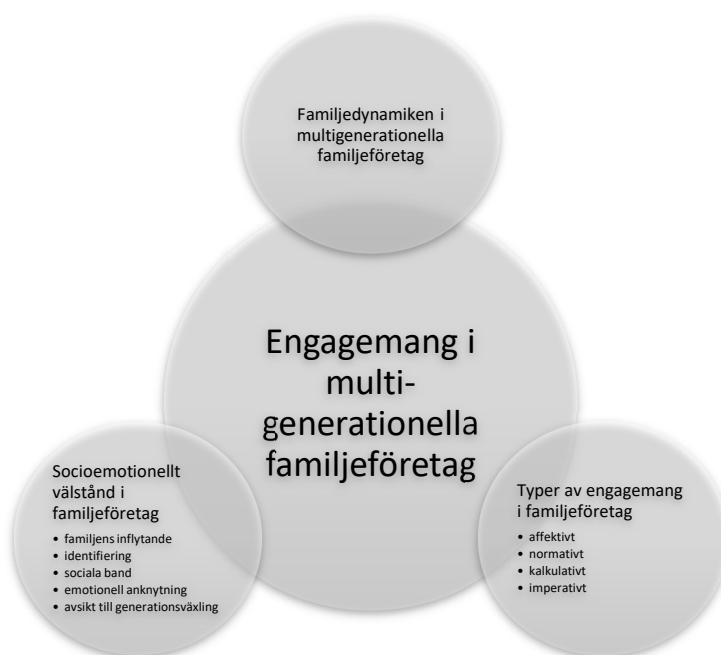 Familjedynamiken i
multigenerationella
familjeföretag
Engagemang i
multi-
generationella
familjeföretag
Socioemotionellt
välstånd i
familjeföretag
• familjens inflytande
• identifiering
• sociala band
• emotionell anknytning
• avsikt till generationsväxling
Typer av engagemang
i familjeföretag
• affektivt
• normativt
• kalkulativt
• imperativt